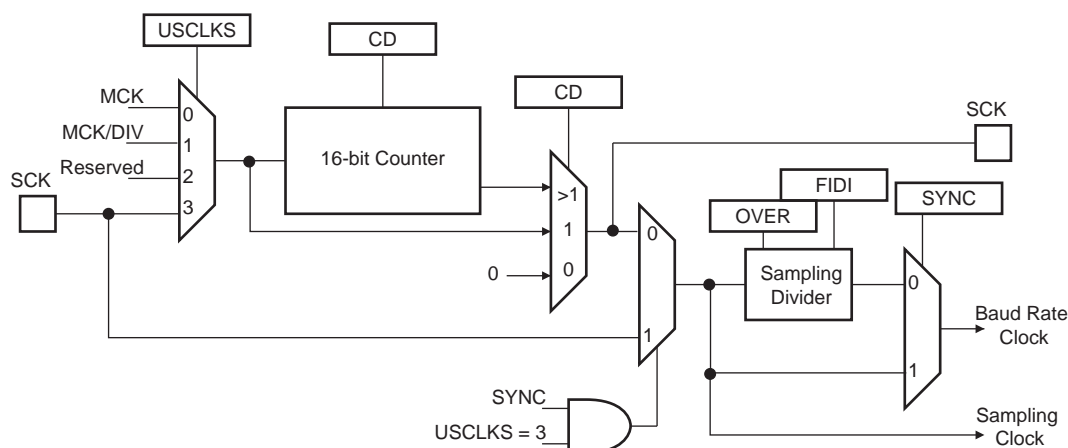 USCLKS
CD
CD
MCK
0
MCK/DIV
1
Reserved
2
SCK
3
16-bit Counter
>1
1
0
0
SCK
FIDI
OVER
SYNC
0
1
Sampling
Divider
0
1
Baud Rate
Clock
SYNC
USCLKS = 3
Sampling
Clock